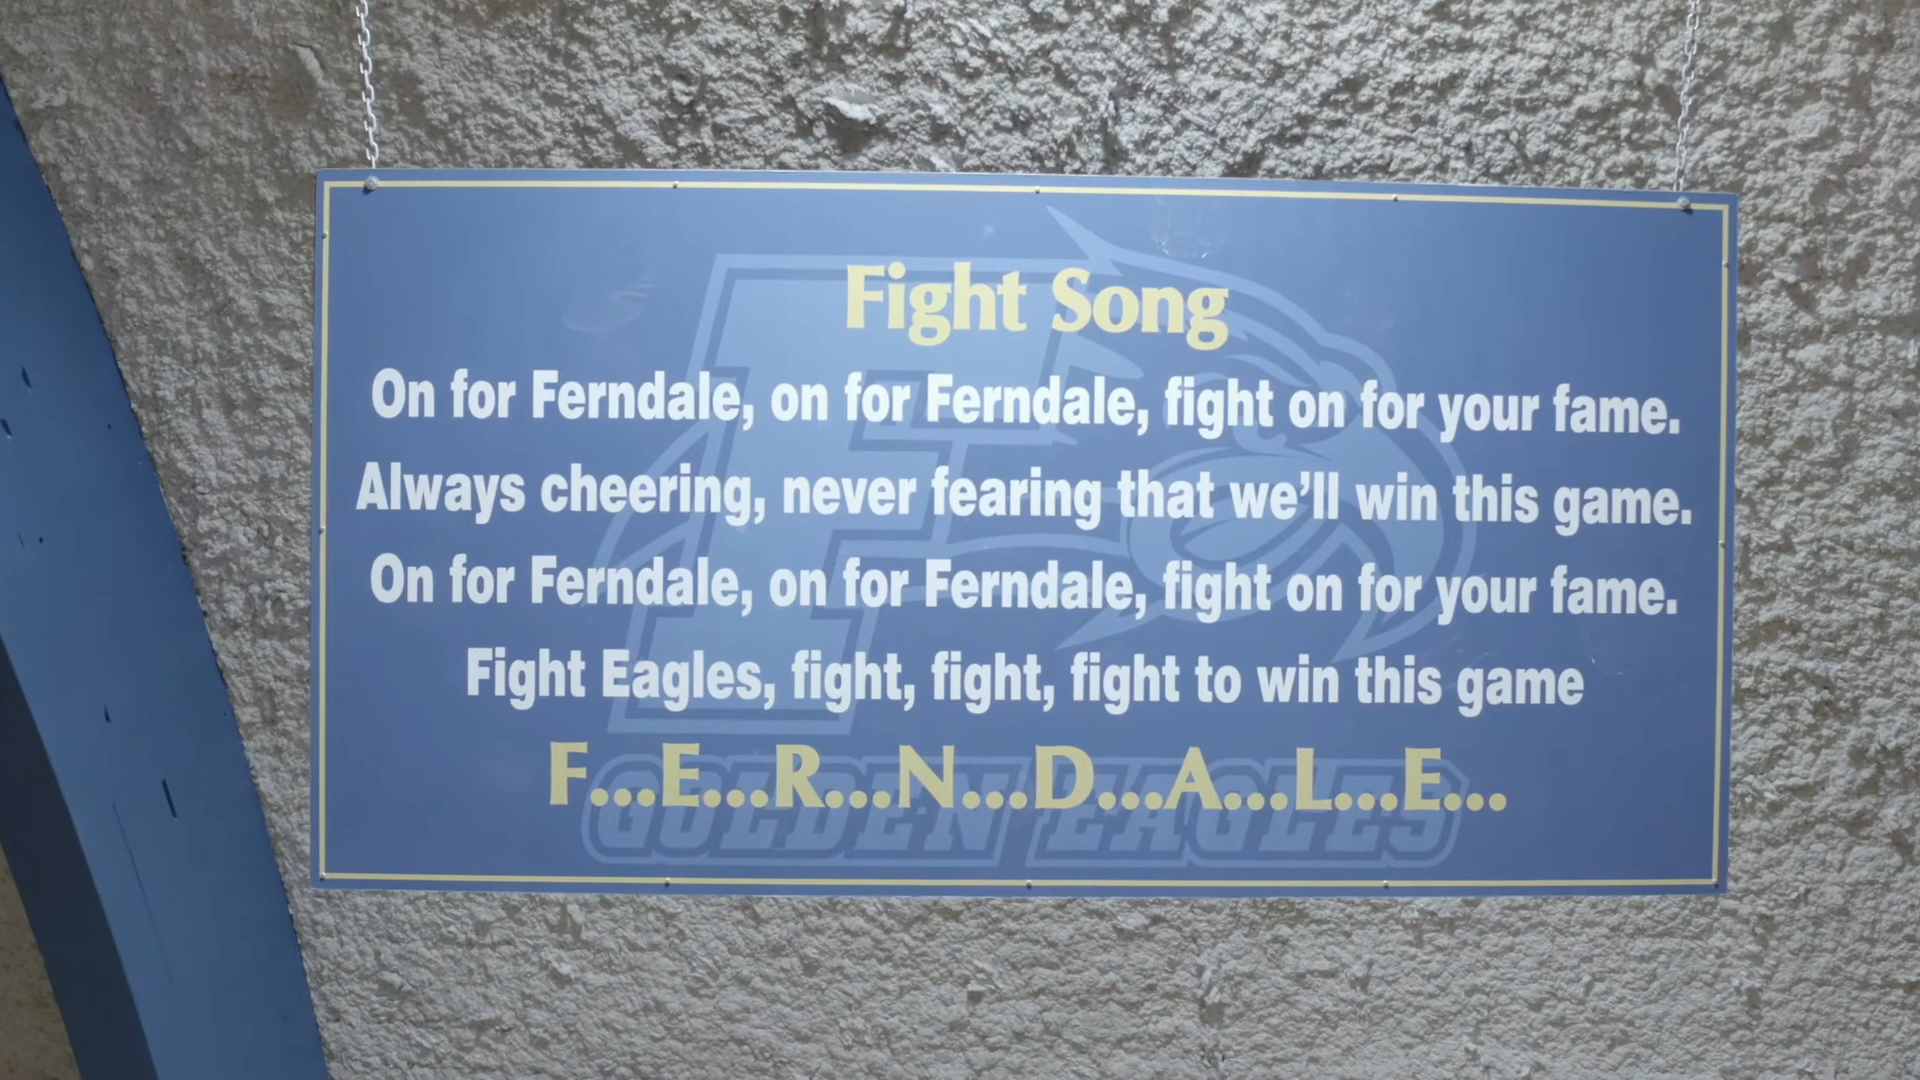 Fight Song
On for Ferndale, on for Ferndale, fight on for your fame.
Always cheering, never fearing that we'll win this game.
On for Ferndale, on for Ferndale, fight on for your fame.
Fight Eagles, fight, fight, fight to win this game
F...E...R...N...D...A...L...E...
GOLDEN EAGLES